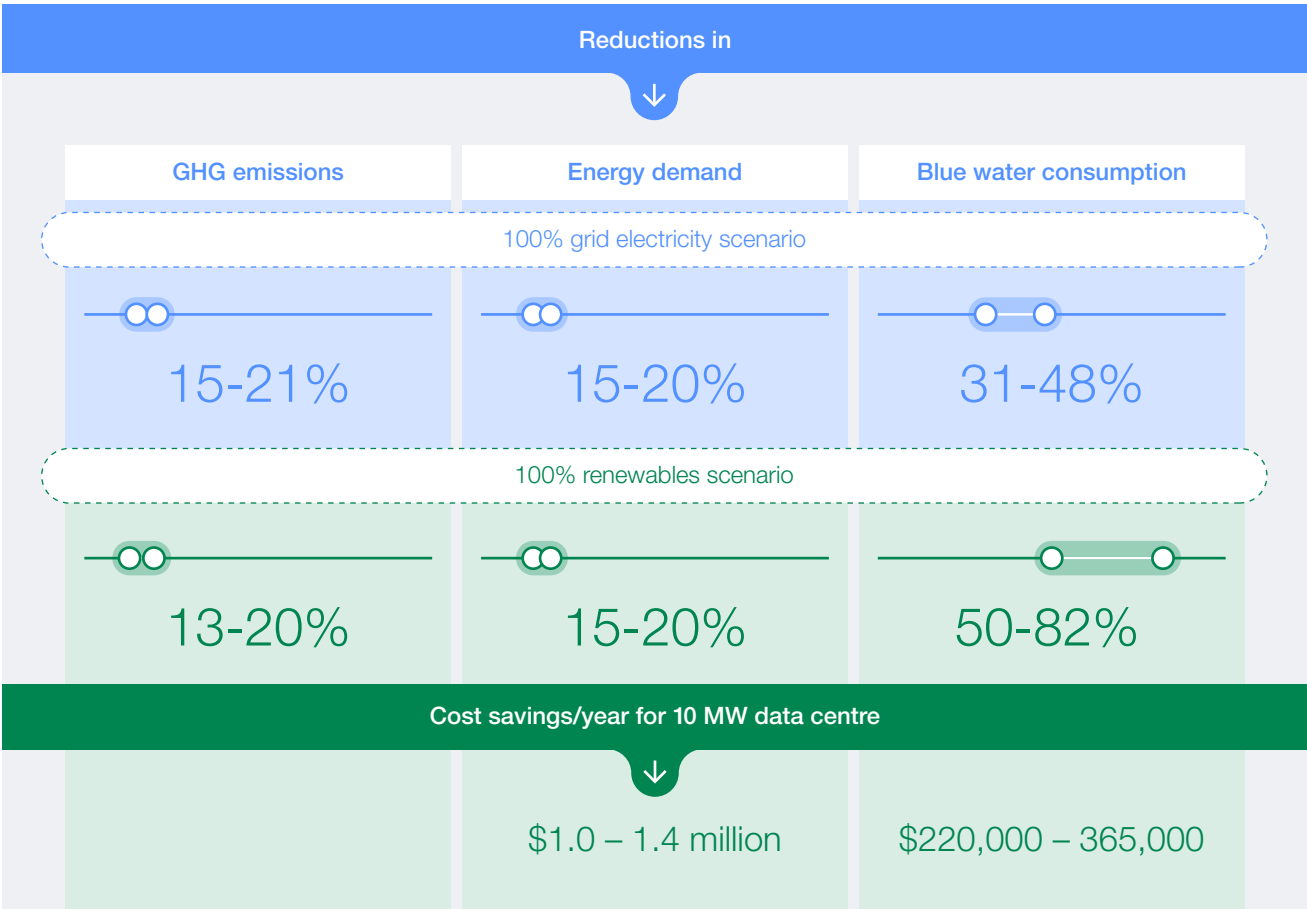 Reductions in
GHG emissions
Energy demand
Blue water consumption
100% grid electricity scenario
15-21%
15-20%
31-48%
100% renewables scenario
13-20%
15-20%
50-82%
Cost savings/year for 10 MW data centre
$1.0 – 1.4 million
$220,000 – 365,000